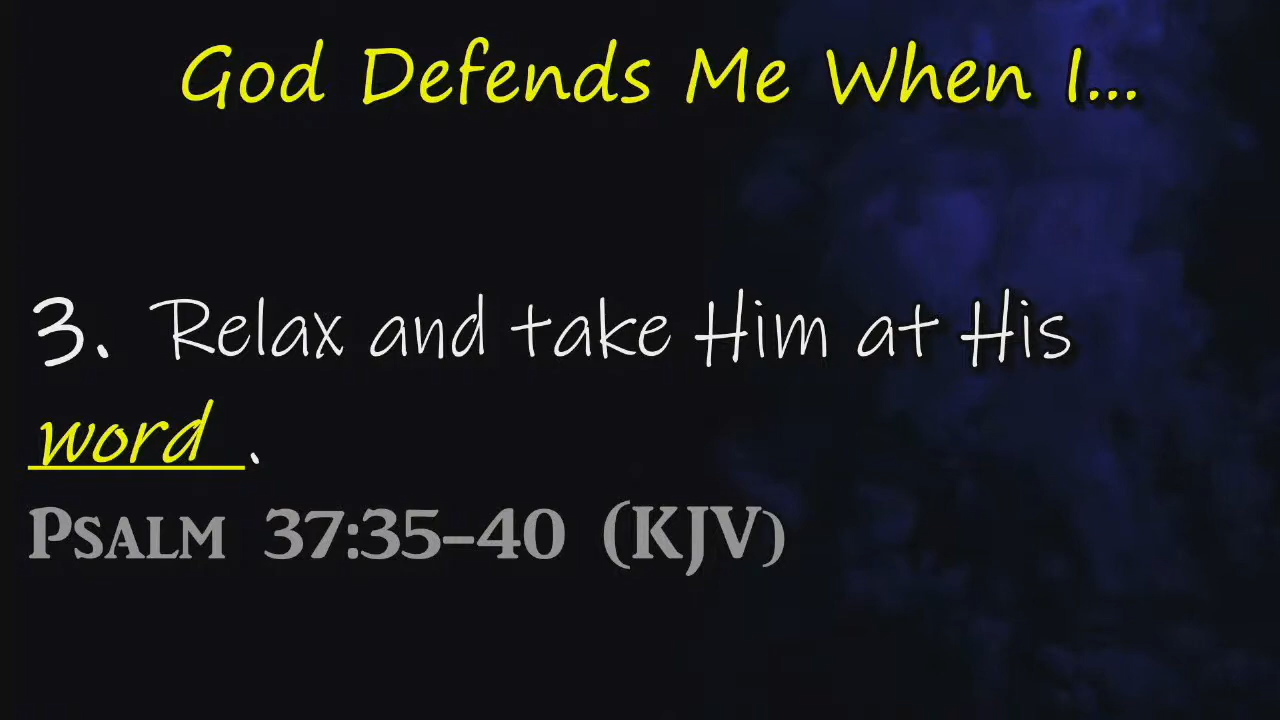 God Defends Me When I...
3. Relax and take Him at His
word.
Psalm 37:35-40 (KJV)